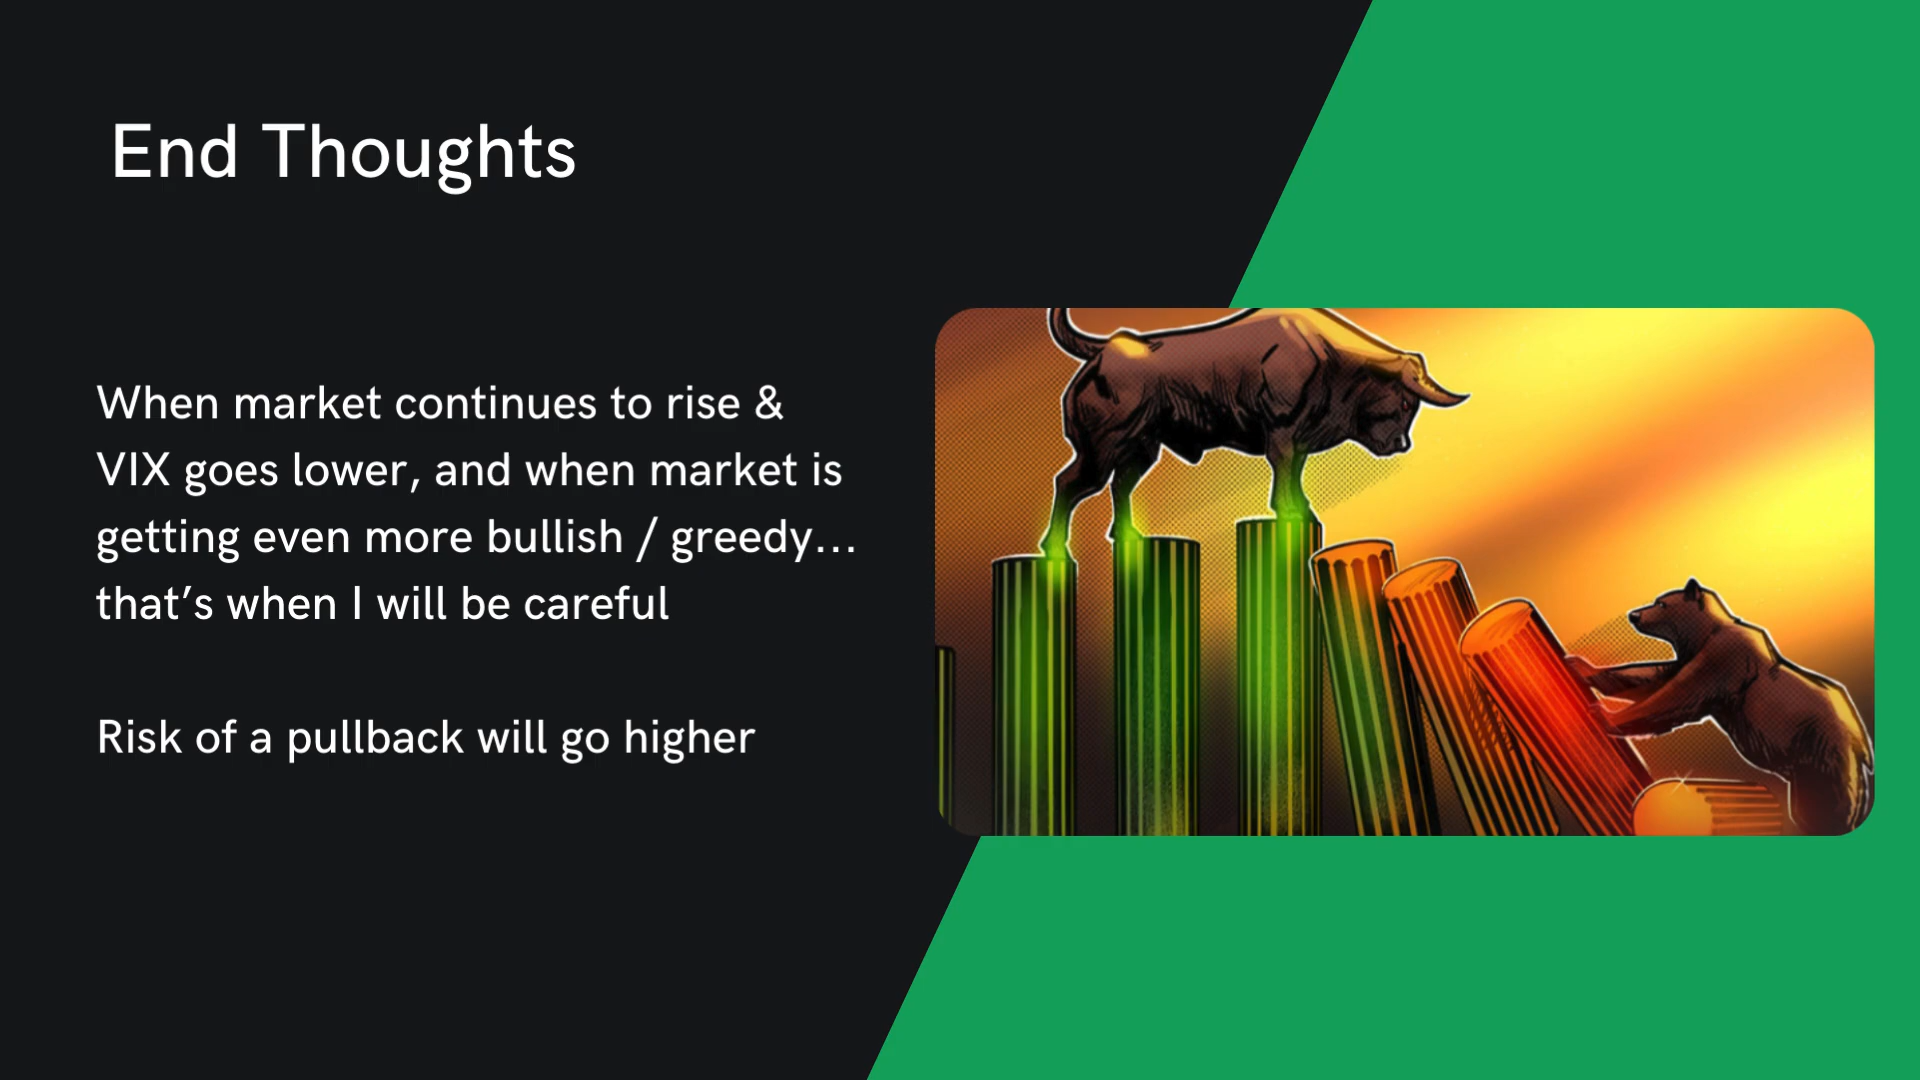 End Thoughts
When market continues to rise &
VIX goes lower, and when market is
getting even more bullish / greedy...
that’s when I will be careful
Risk of a pullback will go higher